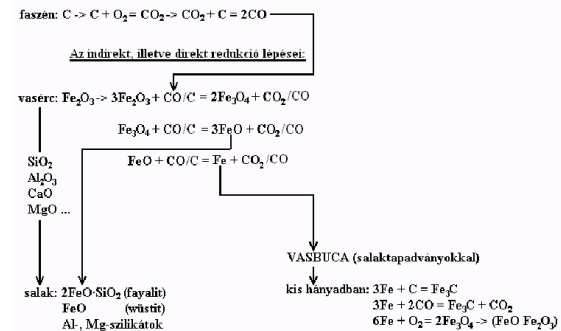 faszén: C -> C + O₂ = CO₂-> CO₂ + C = 2CO
Az indirekt, illetve direkt redukció lépései:
vasérc: Fe₂O₃-> 3Fe₂O₃ + CO/C = 2Fe₃O₄ + CO₂/CO
Fe₃O₄ + CO/C = 3FeO + CO₂/CO
FeO + CO/C = Fe + CO₂/CO
SiO₂
Al₂O₃
CaO
MgO ...
VASBUCA (salaktapadványokkal)
salak: 2FeO·SiO₂ (fayalit)
FeO (wüstit)
Al-, Mg-szilikátok
kis hányadban: 3Fe + C = Fe₃C
3Fe + 2CO = Fe₃C + CO₂
6Fe + O₂ = 2Fe₃O₄ -> (FeO Fe₂O₃)